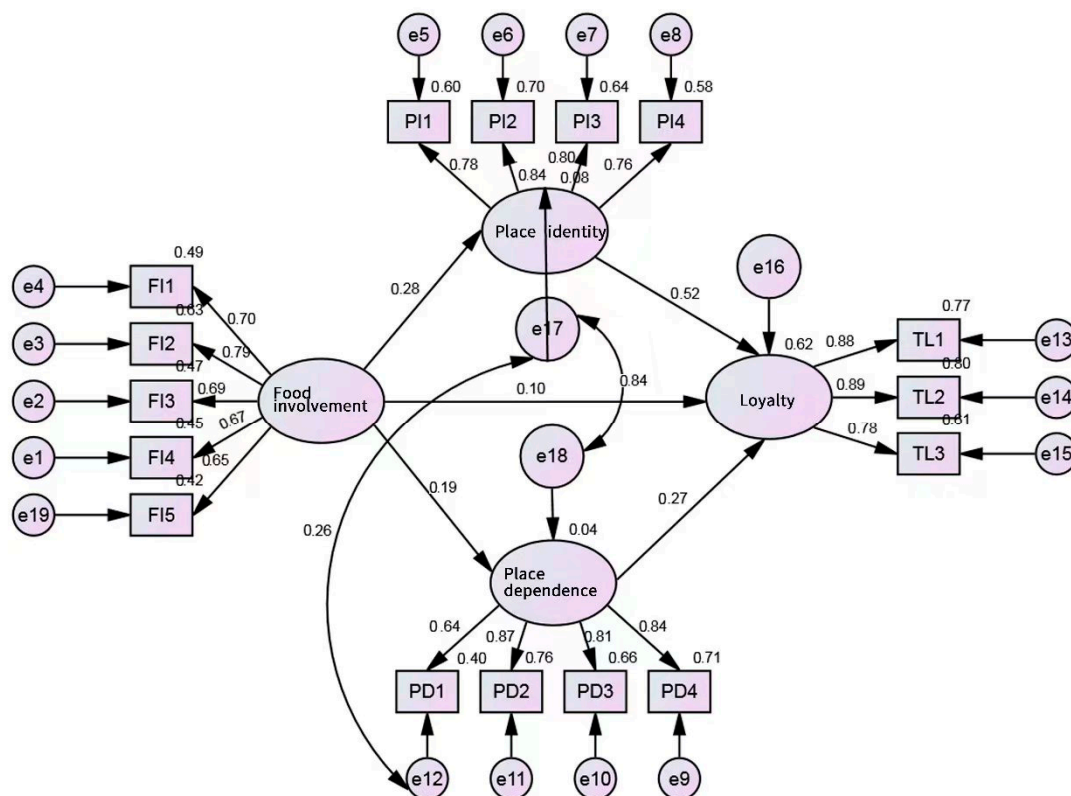 e5
e6
e7
e8
0.60
0.70
0.64
0.58
PI1
PI2
PI3
PI4
0.78
0.84
0.80
0.08
0.76
Place identity
0.49
e4
FI1
0.63
e3
FI2
0.47
e2
FI3
0.45
e1
FI4
0.42
e19
FI5
0.70
0.79
0.69
0.67
0.65
Food
involvement
0.28
0.10
0.19
0.26
e17
0.84
e18
0.52
e16
0.62
Loyalty
0.27
0.88
0.89
0.78
0.77
TL1
e13
0.80
TL2
e14
0.61
TL3
e15
0.04
Place
dependence
0.64
0.87
0.81
0.84
0.40
0.76
0.66
0.71
PD1
PD2
PD3
PD4
e12
e11
e10
e9